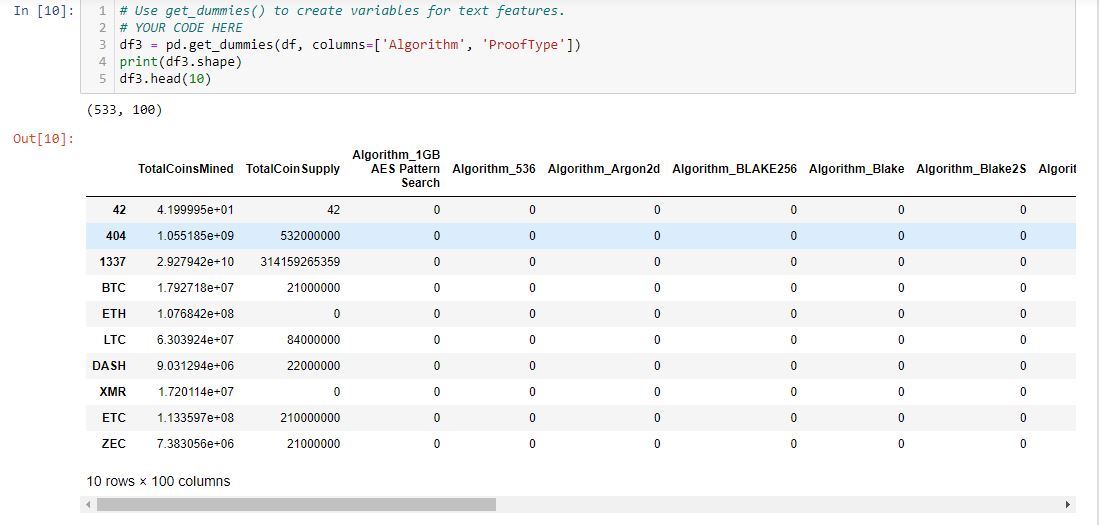 In [10]: 1 # Use get_dummies() to create variables for text features.
2 # YOUR CODE HERE
3 df3 = pd.get_dummies(df, columns=['Algorithm', 'ProofType'])
4 print(df3.shape)
5 df3.head(10)
(533, 100)
Out[10]:
TotalCoinsMined TotalCoinSupply Algorithm_1GB AES Pattern Search Algorithm_536 Algorithm_Argon2d Algorithm_BLAKE256 Algorithm_Blake Algorithm_Blake2S Algorit
42 4.199995e+01 42 0 0 0 0 0 0
404 1.055185e+09 532000000 0 0 0 0 0 0
1337 2.927942e+10 314159265359 0 0 0 0 0 0
BTC 1.792718e+07 21000000 0 0 0 0 0 0
ETH 1.076842e+08 0 0 0 0 0 0 0
LTC 6.303924e+07 84000000 0 0 0 0 0 0
DASH 9.031294e+06 22000000 0 0 0 0 0 0
XMR 1.720114e+07 0 0 0 0 0 0 0
ETC 1.133597e+08 210000000 0 0 0 0 0 0
ZEC 7.383056e+06 21000000 0 0 0 0 0 0
10 rows × 100 columns